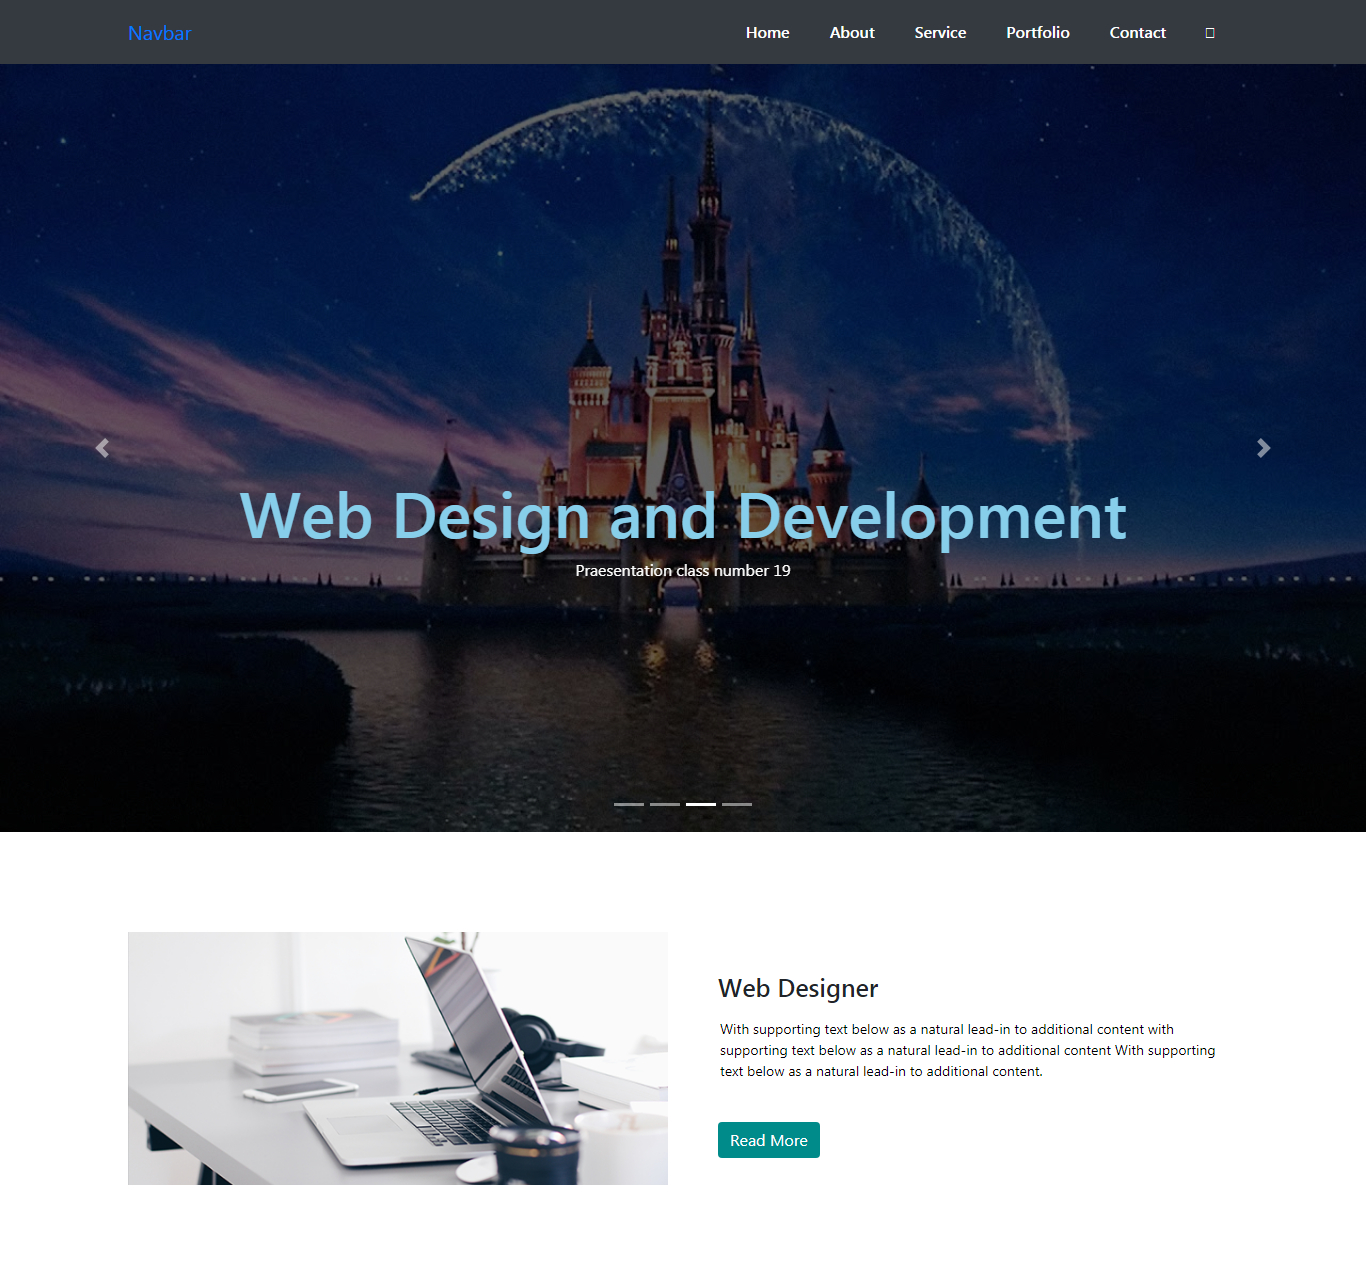 Navbar
Home About Service Portfolio Contact
Web Design and Development
Praesentation class number 19
Web Designer
With supporting text below as a natural lead-in to additional content with
supporting text below as a natural lead-in to additional content With supporting
text below as a natural lead-in to additional content.
Read More